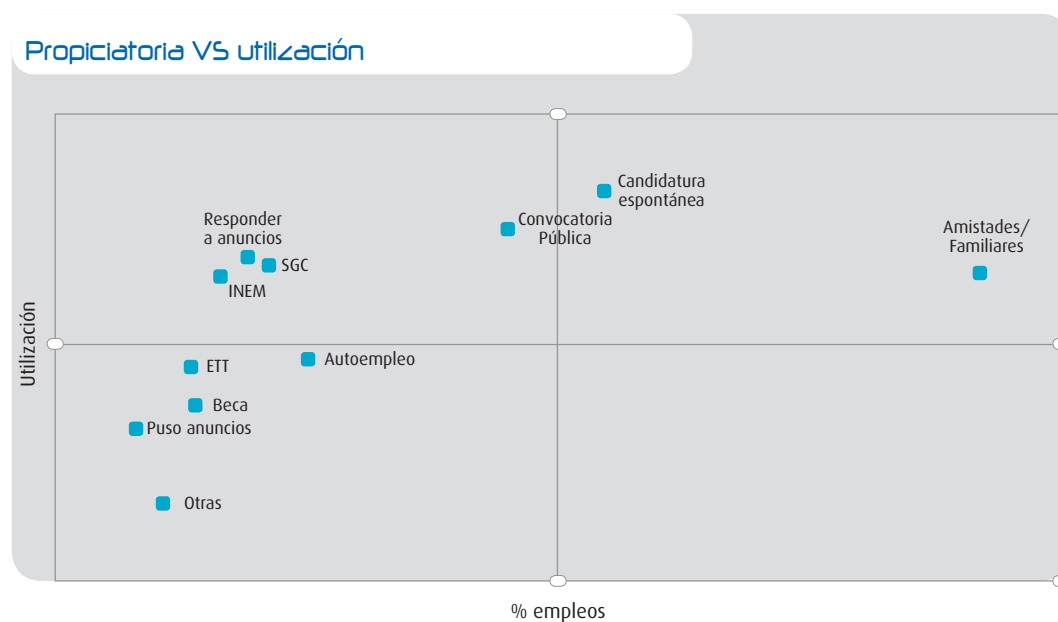 Propiciatoria VS utilización
Candidatura
espontánea
Responder
a anuncios
Convocatoria
Pública
Amistades/
Familiares
SGC
INEM
Utilización
Autoempleo
ETT
Beca
Puso anuncios
Otras
% empleos